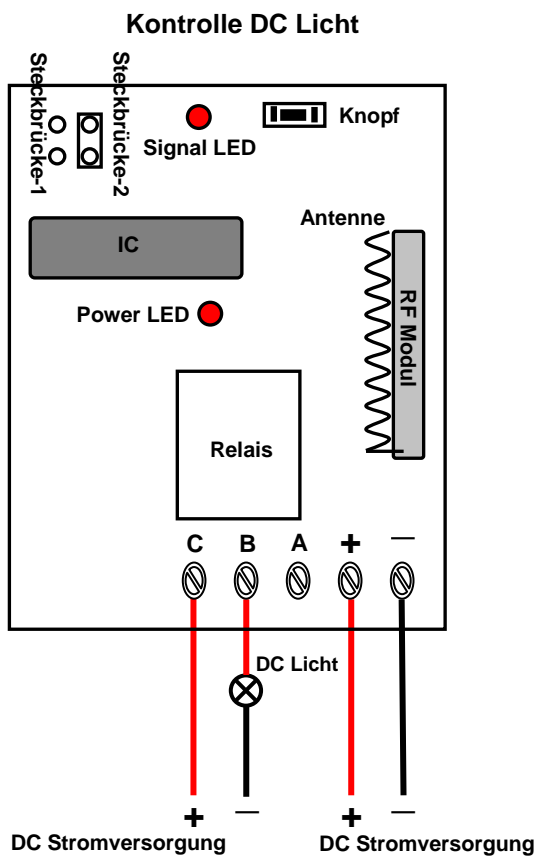 Kontrolle DC Licht
Steckbrücke-1
Steckbrücke-2
Signal LED
Knopf
Antenne
IC
RF Modul
Power LED
Relais
C B A + —
DC Licht
+ — + —
DC Stromversorgung DC Stromversorgung